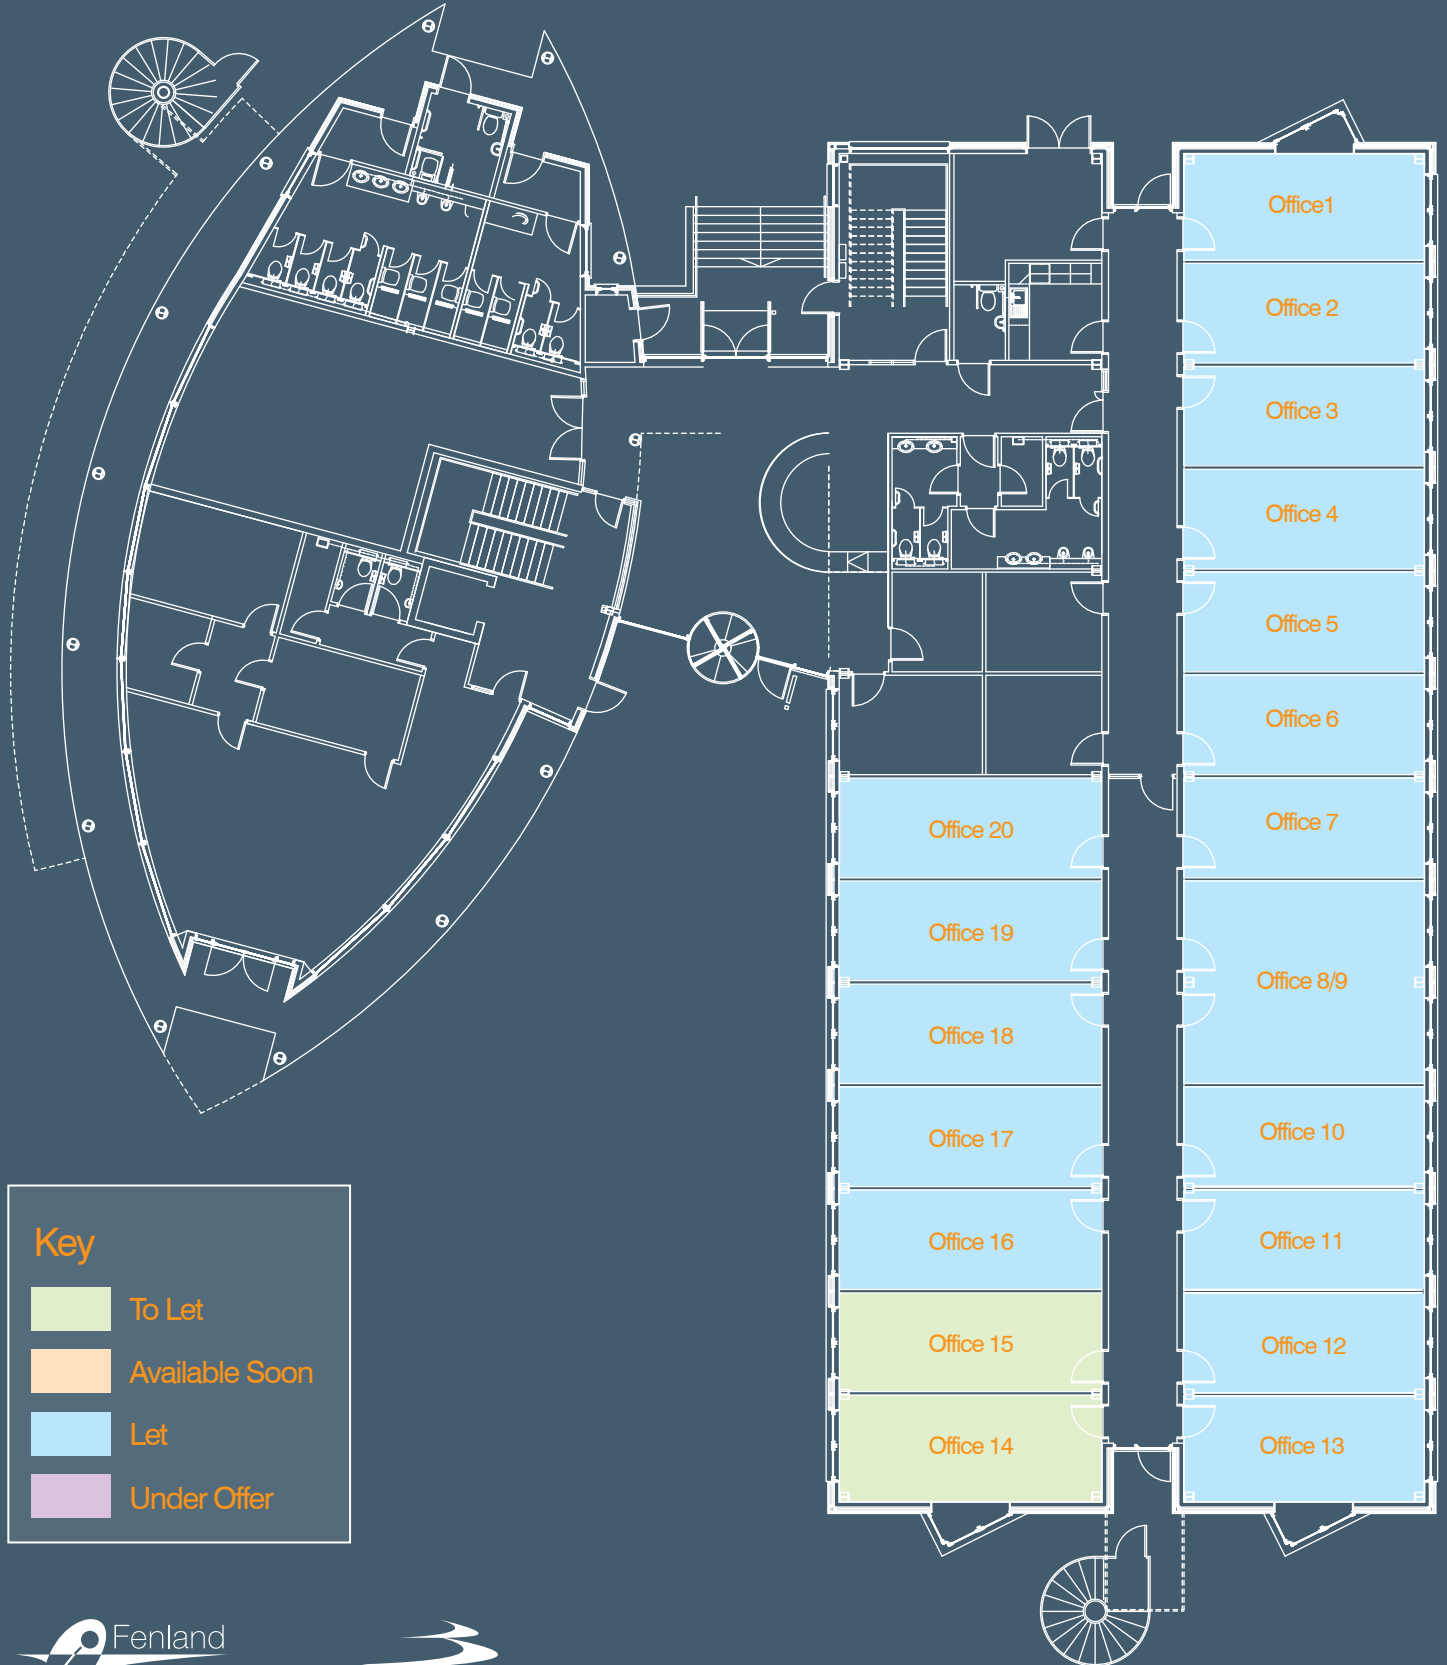 Office1
Office 2
Office 3
Office 4
Office 5
Office 6
Office 7
Office 20
Office 19
Office 8/9
Office 18
Office 17
Office 10
Office 16
Office 11
Office 15
Office 12
Office 14
Office 13
Key
To Let
Available Soon
Let
Under Offer
Fenland